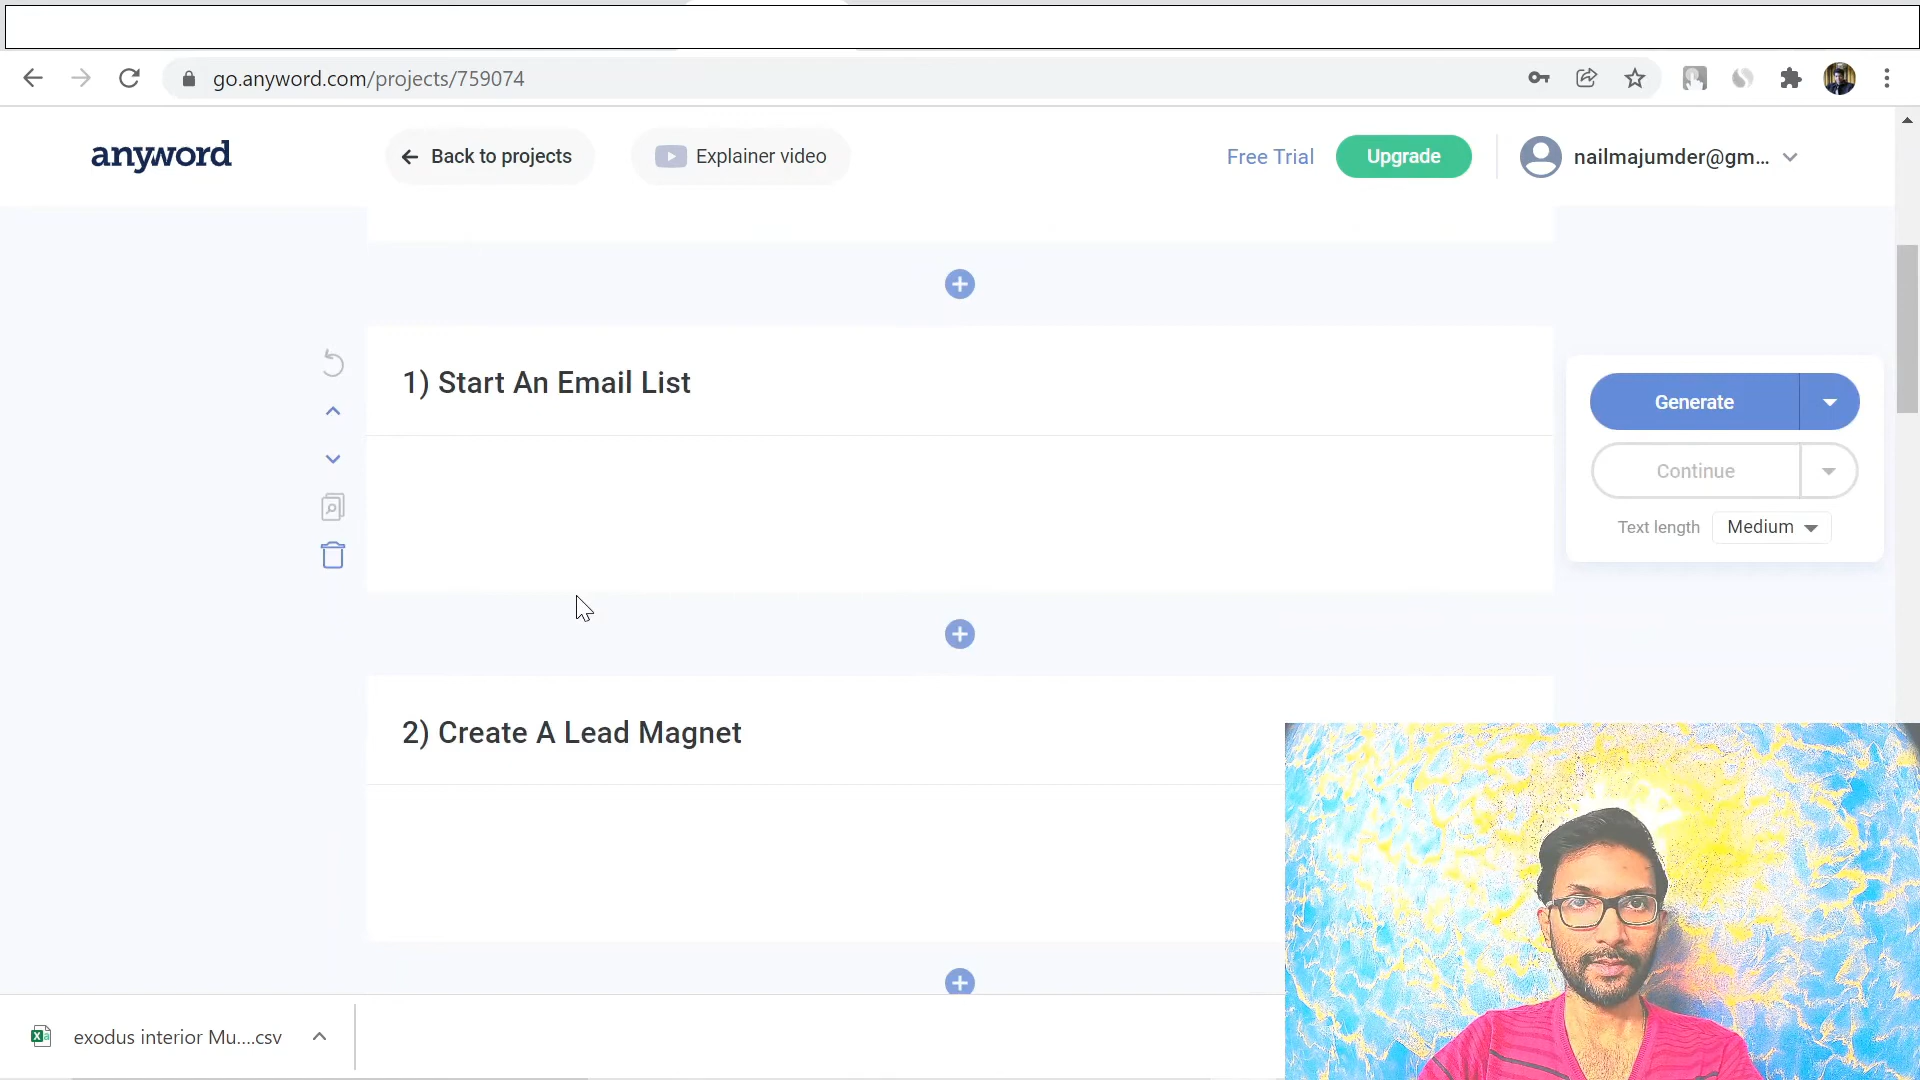 go.anyword.com/projects/759074
anyword
Back to projects
Explainer video
Free Trial
Upgrade
nailmajumder@gm...
1) Start An Email List
Generate
Continue
Text length
Medium
2) Create A Lead Magnet
exodus interior Mu....csv